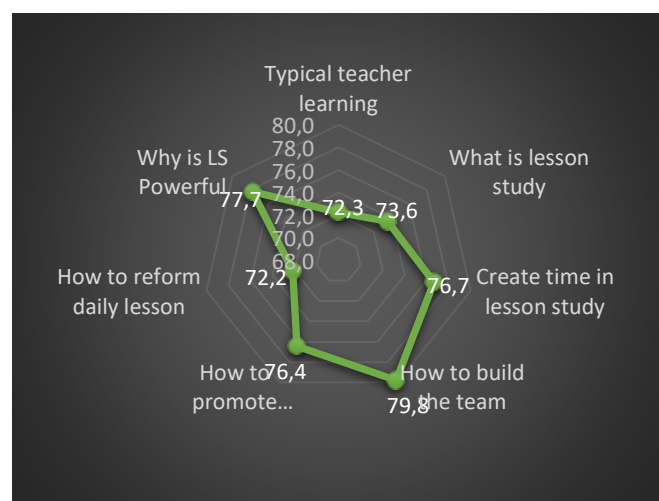 Typical teacher
learning
What is lesson
study
Create time in
lesson study
How to build
the team
How to
promote...
How to reform
daily lesson
Why is LS
Powerful
80,0
78,0
76,0
74,0
72,0
70,0
68,0
72,3
73,6
76,7
79,8
76,4
72,2
77,7